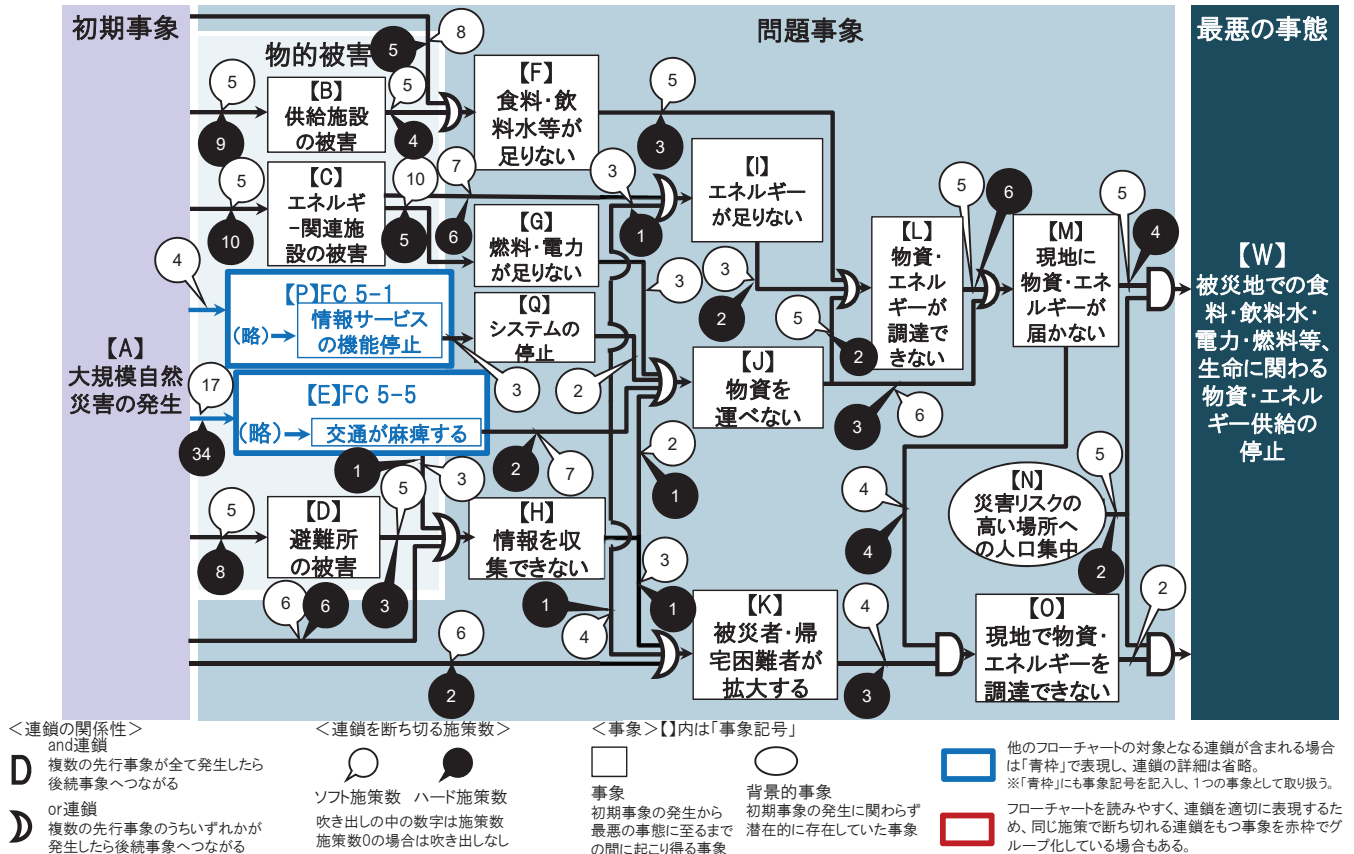 初期事象
問題事象
最悪の事態
物的被害
【A】
大規模自然
災害の発生
5
8
5
9
【B】
供給施設
の被害
5
4
【F】
食料・飲
料水等が
足りない
5
3
5
10
【C】
エネルギ
-関連施
設の被害
10
5
7
6
3
1
【I】
エネルギー
が足りない
【G】
燃料・電力
が足りない
3
3
2
4
【P】FC 5-1
(略)
情報サービス
の機能停止
3
【Q】
システムの
停止
2
17
34
【E】FC 5-5
(略)
交通が麻痺する
1
3
2
7
【J】
物資を
運べない
5
2
3
6
【L】
物資・
エネル
ギーが
調達で
きない
5
6
【M】
現地に
物資・エネ
ルギーが
届かない
5
4
5
8
【D】
避難所
の被害
5
3
6
6
【H】
情報を収
集できない
2
1
3
1
1
4
6
2
【K】
被災者・帰
宅困難者が
拡大する
4
3
4
4
【N】
災害リスクの
高い場所へ
の人口集中
5
2
【O】
現地で物資・
エネルギーを
調達できない
2
【W】
被災地での食
料・飲料水・
電力・燃料等、
生命に関わる
物資・エネル
ギー供給の
停止
＜連鎖の関係性＞
and連鎖
複数の先行事象が全て発生したら
後続事象へつながる
or連鎖
複数の先行事象のうちいずれかが
発生したら後続事象へつながる
＜連鎖を断ち切る施策数＞
ソフト施策数 ハード施策数
吹き出しの中の数字は施策数
施策数0の場合は吹き出しなし
＜事象＞【】内は「事象記号」
事象
初期事象の発生から
最悪の事態に至るまで
の間に起こり得る事象
背景的事象
初期事象の発生に関わらず
潜在的に存在していた事象
他のフローチャートの対象となる連鎖が含まれる場合
は「青枠」で表現し、連鎖の詳細は省略。
※「青枠」にも事象記号を記入し、1つの事象として取り扱う。
フローチャートを読みやすく、連鎖を適切に表現するた
め、同じ施策で断ち切れる連鎖をもつ事象を赤枠でグ
ループ化している場合もある。